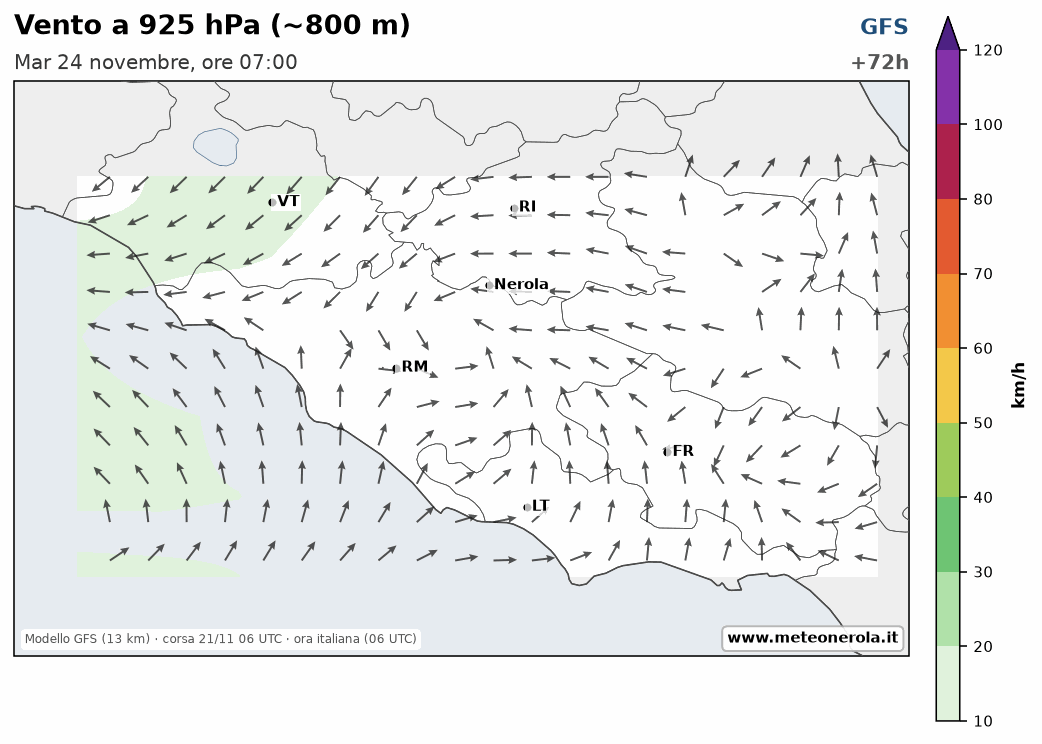 Vento a 925 hPa (~800 m)
GFS
Mar 24 novembre, ore 07:00
+72h
120
100
80
70
60
50
40
30
20
10
km/h
VT
RI
Nerola
RM
FR
LT
Modello GFS (13 km) · corsa 21/11 06 UTC · ora italiana (06 UTC)
www.meteonerola.it